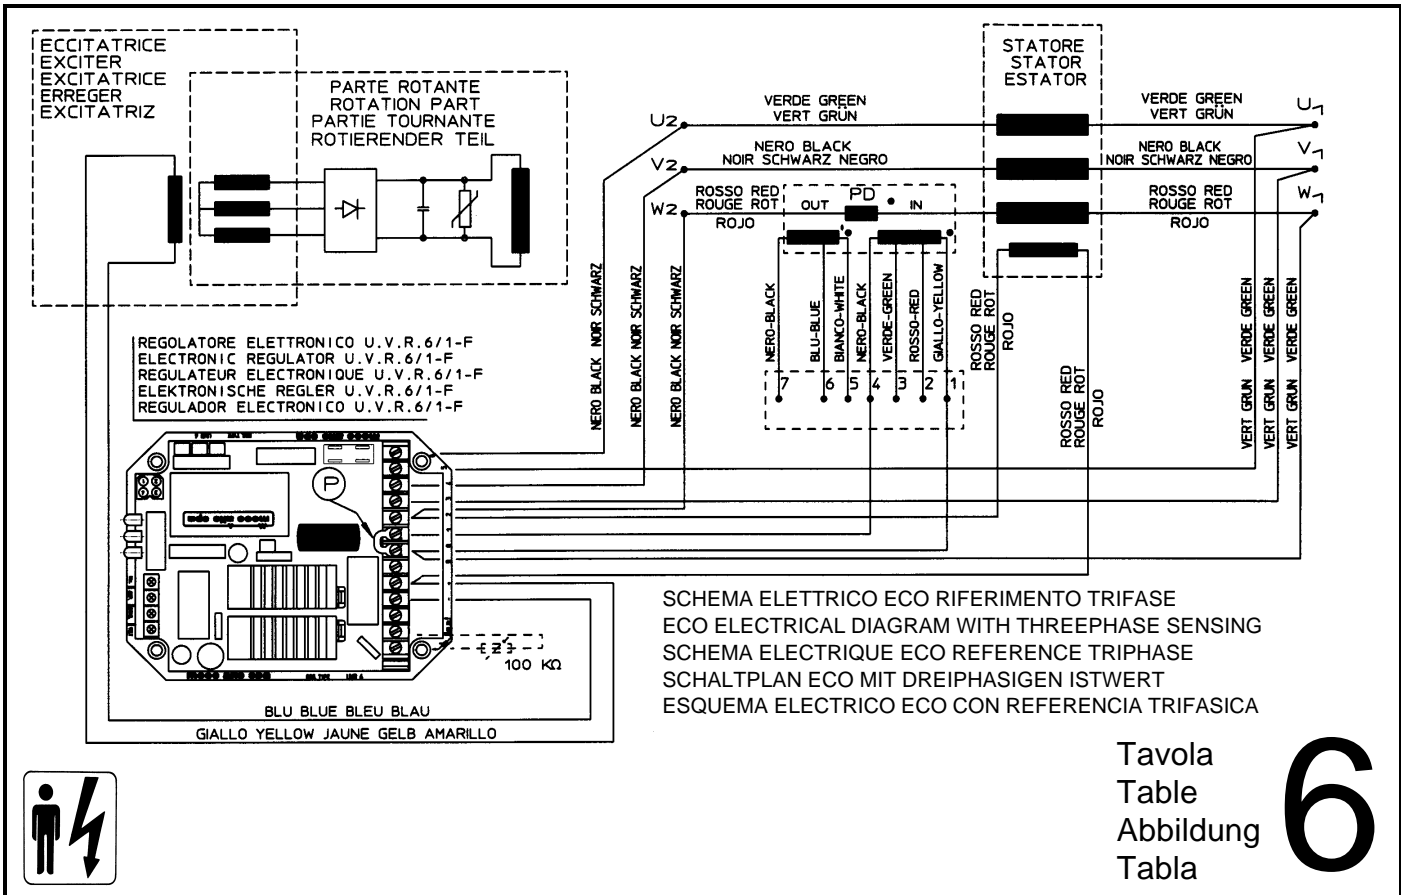 ECCITATRICE
EXCITER
EXCITATRICE
ERREGER
EXCITATRIZ
PARTE ROTANTE
ROTATION PART
PARTIE TOURNANTE
ROTIERENDER TEIL
STATORE
STATOR
ESTATOR
U2
VERDE GREEN
VERT GRÜN
VERDE GREEN
VERT GRÜN
U1
V2
NERO BLACK
NOIR SCHWARZ NEGRO
NERO BLACK
NOIR SCHWARZ NEGRO
V1
W2
ROSSO RED
ROUGE ROT
ROJO
OUT
PD
IN
ROSSO RED
ROUGE ROT
ROJO
W1
NERO BLACK NOIR SCHWARZ
NERO BLACK NOIR SCHWARZ
NERO BLACK NOIR SCHWARZ
NERO-BLACK
BLU-BLUE
BIANCO-WHITE
NERO-BLACK
VERDE-GREEN
ROSSO-RED
GIALLO-YELLOW
7 6 5 4 3 2 1
ROSSO RED
ROUGE ROT
ROJO
ROSSO RED
ROUGE ROT
ROJO
VERT GRUN VERDE GREEN
VERT GRUN VERDE GREEN
VERT GRUN VERDE GREEN
REGOLATORE ELETTRONICO U.V.R.6/1-F
ELECTRONIC REGULATOR U.V.R.6/1-F
REGULATEUR ELECTRONIQUE U.V.R.6/1-F
ELEKTRONISCHE REGLER U.V.R.6/1-F
REGULADOR ELECTRONICO U.V.R.6/1-F
P
100 KΩ
BLU BLUE BLEU BLAU
GIALLO YELLOW JAUNE GELB AMARILLO
SCHEMA ELETTRICO ECO RIFERIMENTO TRIFASE
ECO ELECTRICAL DIAGRAM WITH THREEPHASE SENSING
SCHEMA ELECTRIQUE ECO REFERENCE TRIPHASE
SCHALTPLAN ECO MIT DREIPHASIGEN ISTWERT
ESQUEMA ELECTRICO ECO CON REFERENCIA TRIFASICA
Tavola
Table
Abbildung
Tabla
6